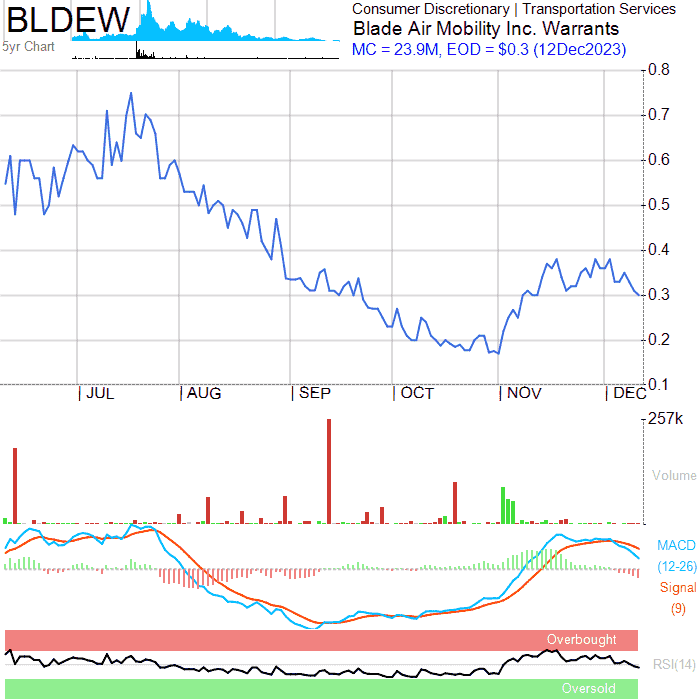 BLDEW
5yr Chart
Consumer Discretionary | Transportation Services
Blade Air Mobility Inc. Warrants
MC = 23.9M, EOD = $0.3 (12Dec2023)
0.8
0.7
0.6
0.5
0.4
0.3
0.2
0.1
JUL AUG SEP OCT NOV DEC
257k
Volume
MACD
(12-26)
Signal
(9)
Overbought
RSI(14)
Oversold